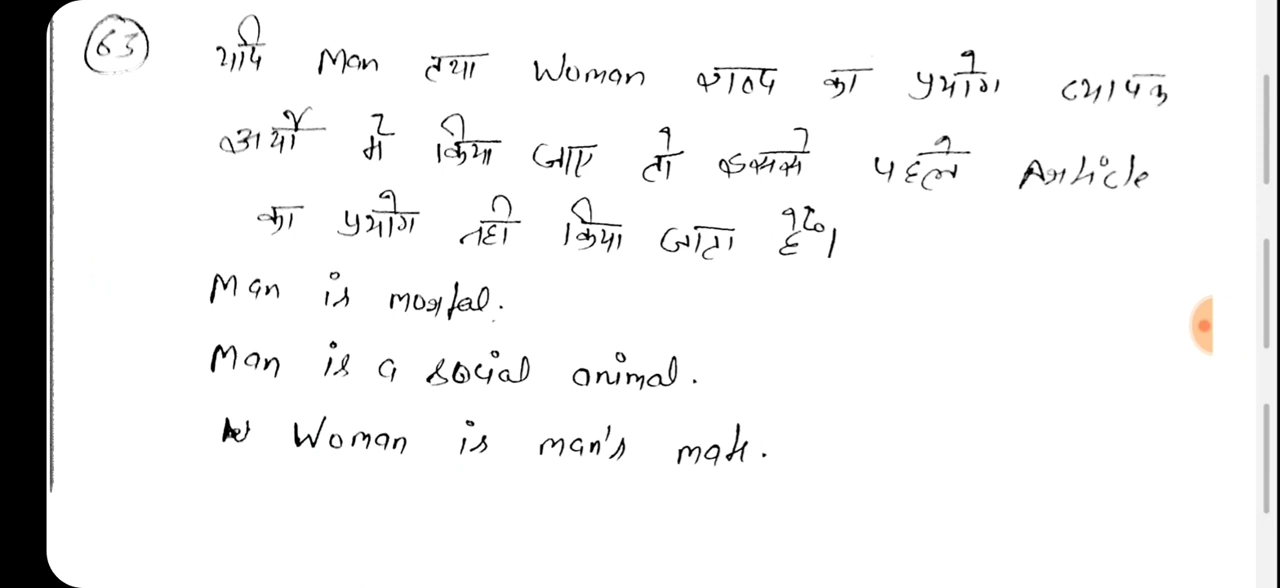 (63) यदि Man तथा Woman शब्द का प्रयोग व्यापक
अर्थो में किया जाए तो इससे पहले Article
का प्रयोग नही किया जाता है।
Man is mortal.
Man is a social animal.
Woman is man's mate.